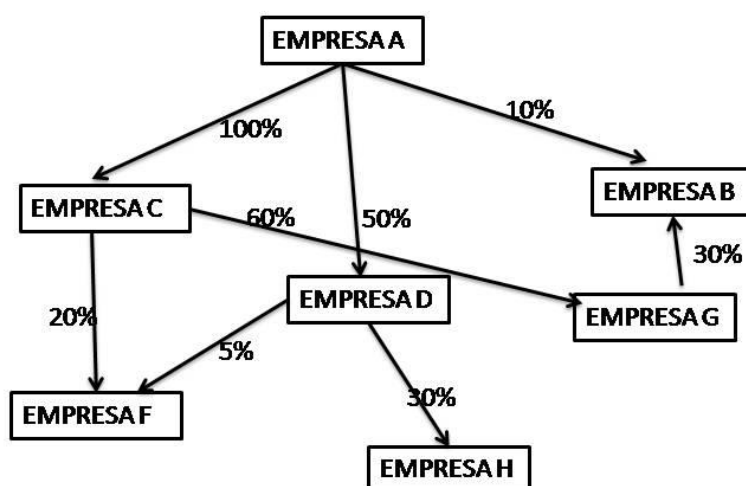 EMPRESA A
10%
100%
EMPRESA C
60%
50%
EMPRESA B
30%
EMPRESA D
EMPRESA G
20%
5%
30%
EMPRESA F
EMPRESA H